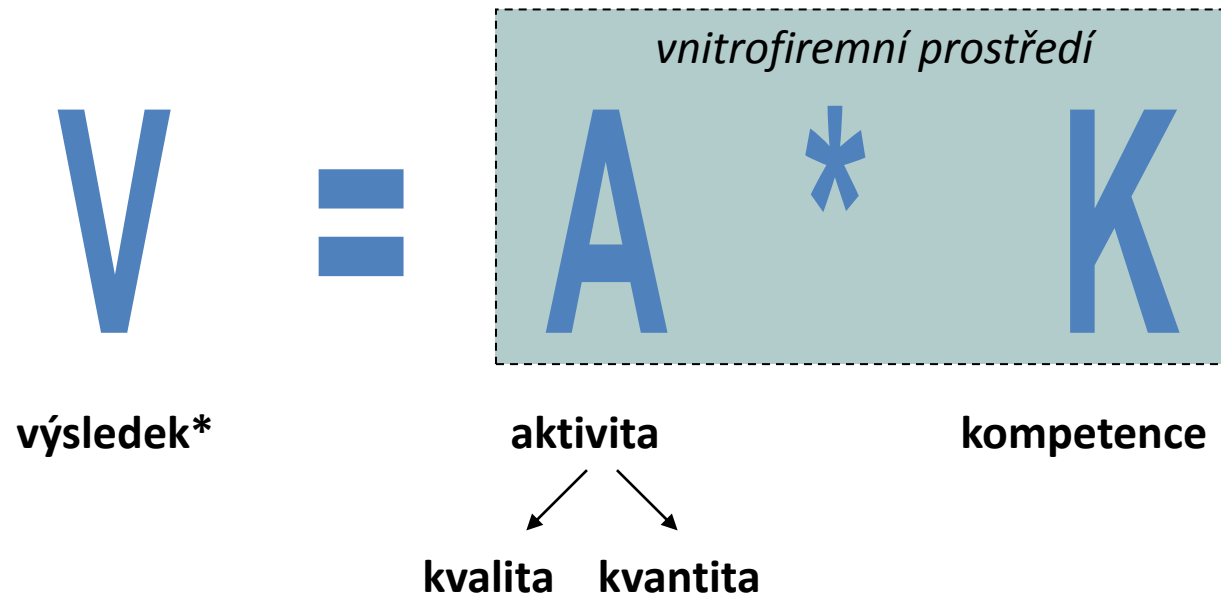 vnitrofiremní prostředí
V = A * K
výsledek* aktivita kompetence
kvalita kvantita